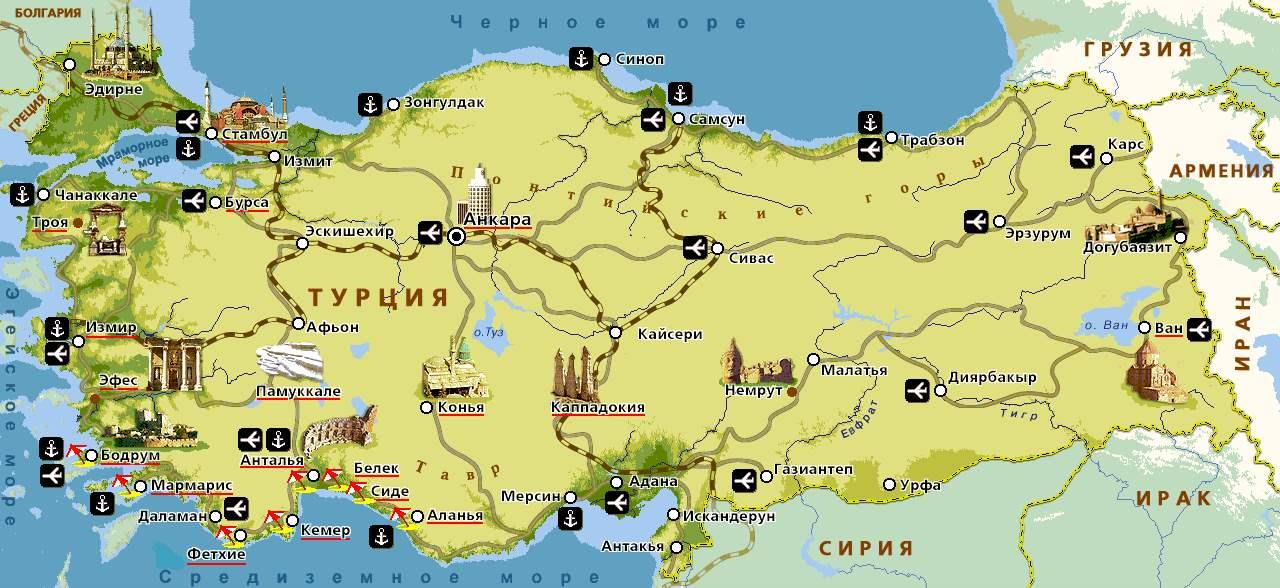 БОЛГАРИЯ
Черное море
ГРУЗИЯ
Синоп
Эдирне
Зонгулдак
ГРЕЦИЯ
Самсун
Стамбул
Трабзон
Карс
Мраморное
море
Измит
АРМЕНИЯ
Понтийские горы
Чанаккале
Бурса
Троя
Анкара
Эскишехир
Эрзурум
Догубаязит
Сивас
ТУРЦИЯ
Эгейское море
Измир
Афьон
о.Туз
Кайсери
о. Ван
Ван
ИРАН
Эфес
Памуккале
Малатья
Немрут
Диярбакыр
Конья
Каппадокия
Евфрат
Тигр
Бодрум
Анталья
Белек
Тавр
Газиантеп
Мармарис
Сиде
Мерсин
Адана
Урфа
ИРАК
Даламан
Аланья
Искандерун
Кемер
Фетхие
Антакья
СИРИЯ
Средиземное море